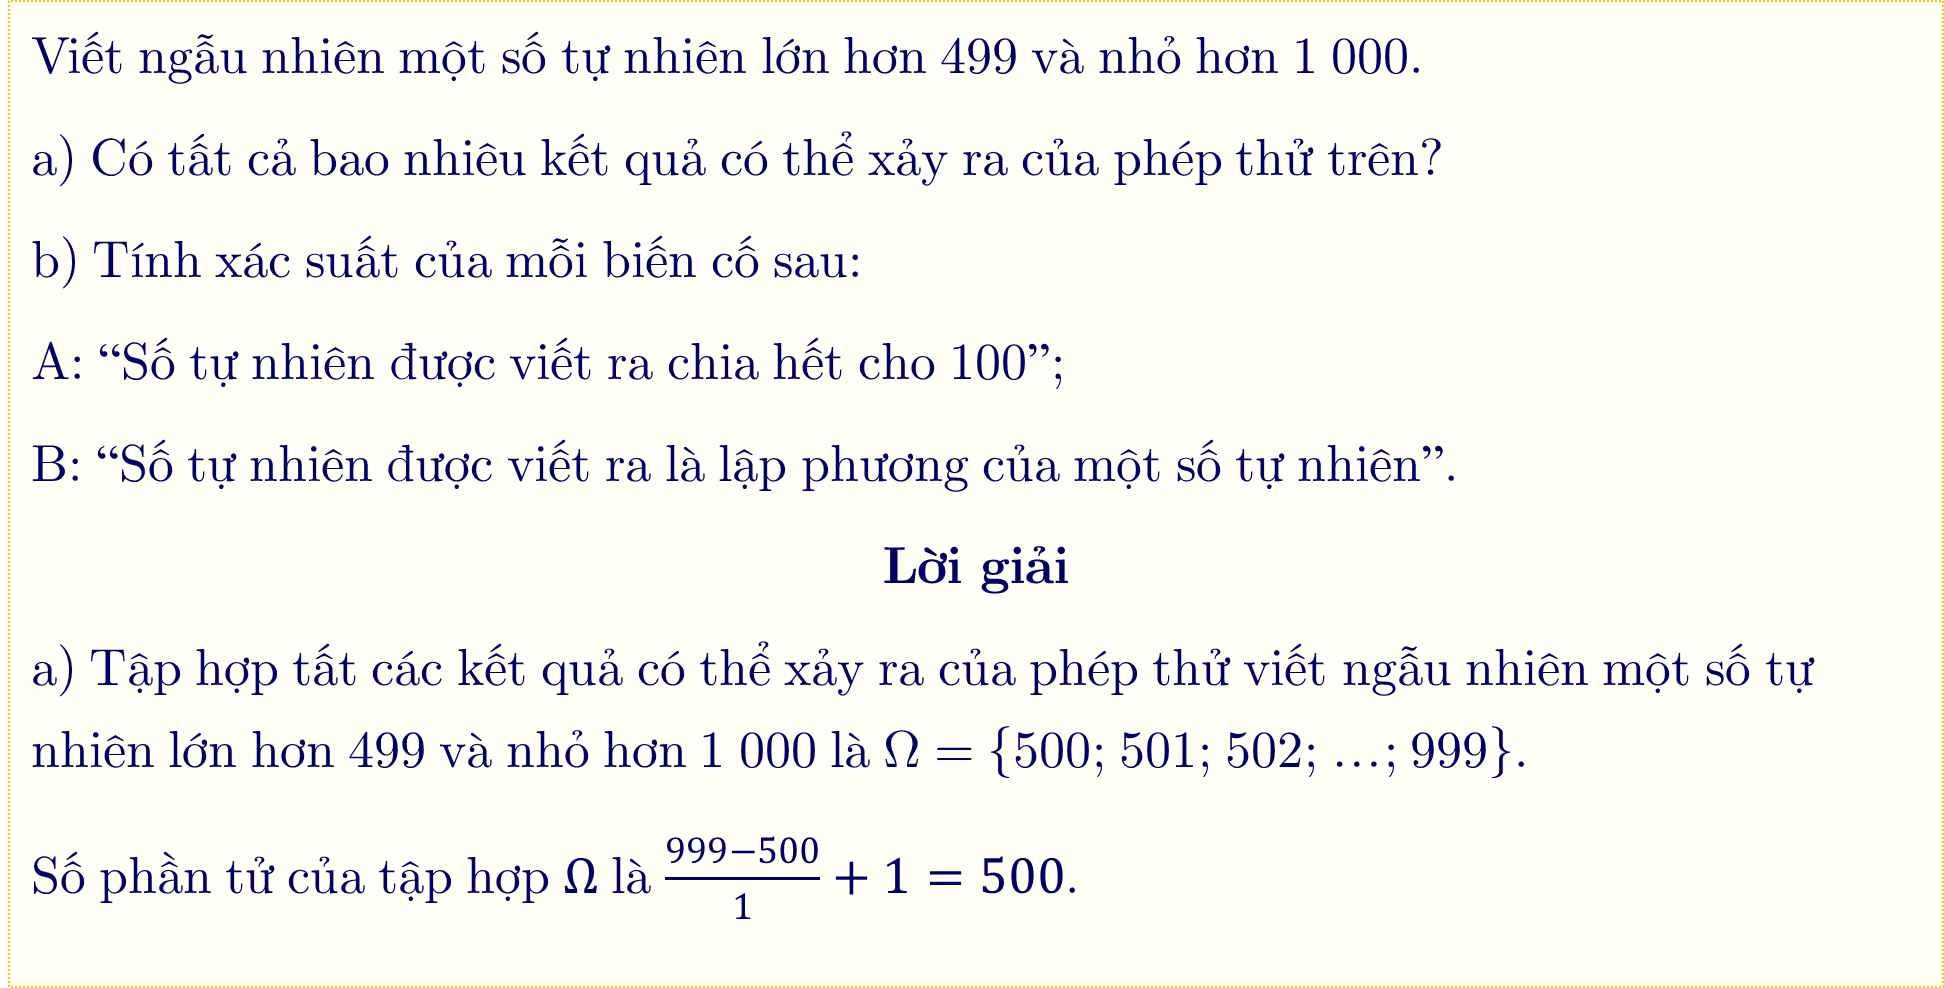 Viết ngẫu nhiên một số tự nhiên lớn hơn 499 và nhỏ hơn 1 000.
a) Có tất cả bao nhiêu kết quả có thể xảy ra của phép thử trên?
b) Tính xác suất của mỗi biến cố sau:
A: “Số tự nhiên được viết ra chia hết cho 100”;
B: “Số tự nhiên được viết ra là lập phương của một số tự nhiên”.
Lời giải
a) Tập hợp tất các kết quả có thể xảy ra của phép thử viết ngẫu nhiên một số tự
nhiên lớn hơn 499 và nhỏ hơn 1 000 là Ω = {500; 501; 502; …; 999}.
Số phần tử của tập hợp Ω là $\frac{999-500}{1} + 1 = 500$.